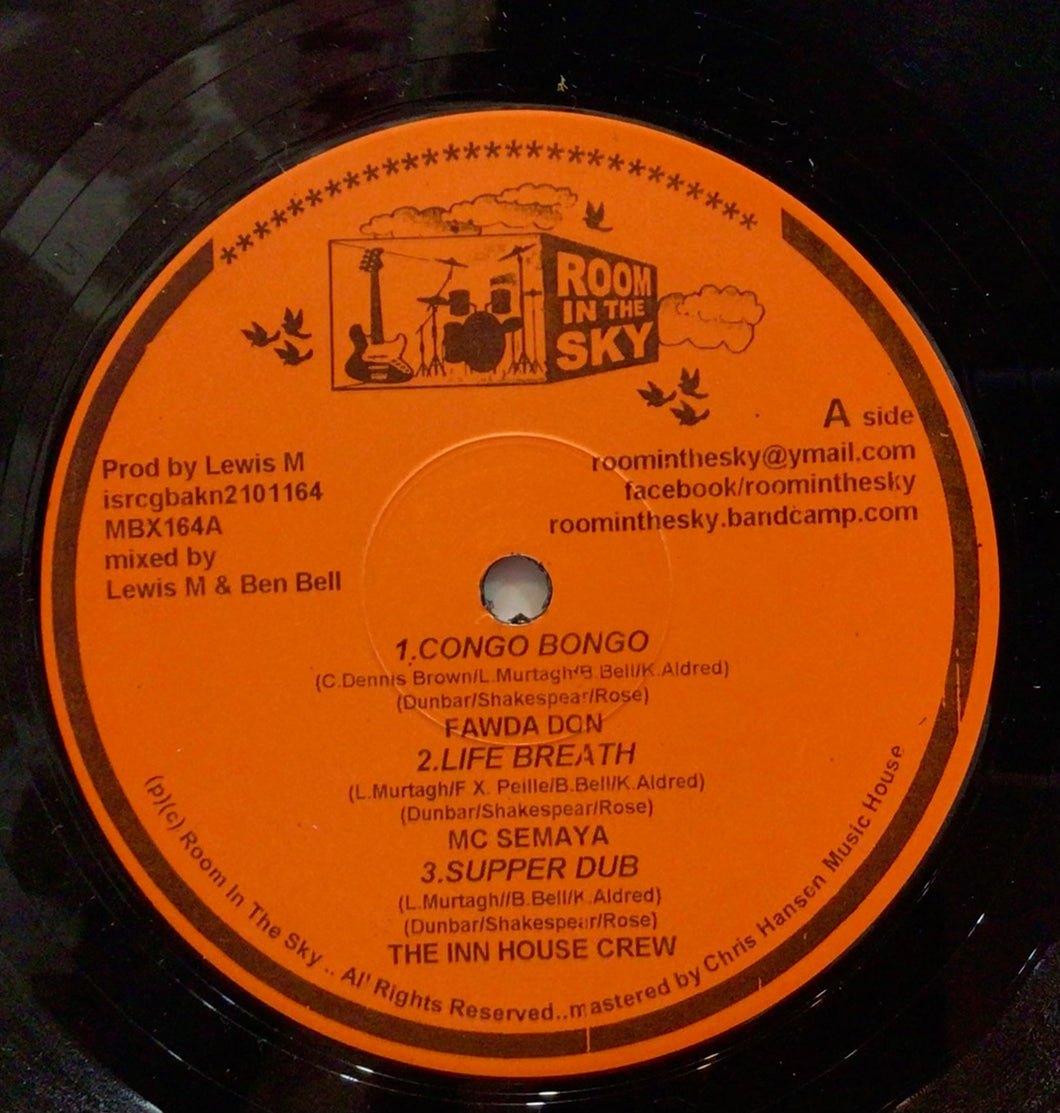 ****************************************
ROOM
IN THE
SKY
A side
Prod by Lewis M
isrcgbakn2101164
MBX164A
mixed by
Lewis M & Ben Bell
roominthesky@ymail.com
facebook/roominthesky
roominthesky.bandcamp.com
1.CONGO BONGO
(C.Dennis Brown/L.Murtagh/B.Bell/K.Aldred)
(Dunbar/Shakespear/Rose)
FAWDA DON
2.LIFE BREATH
(L.Murtagh/F X. Peille/B.Bell/K.Aldred)
(Dunbar/Shakespear/Rose)
MC SEMAYA
3.SUPPER DUB
(L.Murtagh//B.Bell/K.Aldred)
(Dunbar/Shakespear/Rose)
THE INN HOUSE CREW
(p)(c) Room In The Sky .. All Rights Reserved..mastered by Chris Hansen Music House